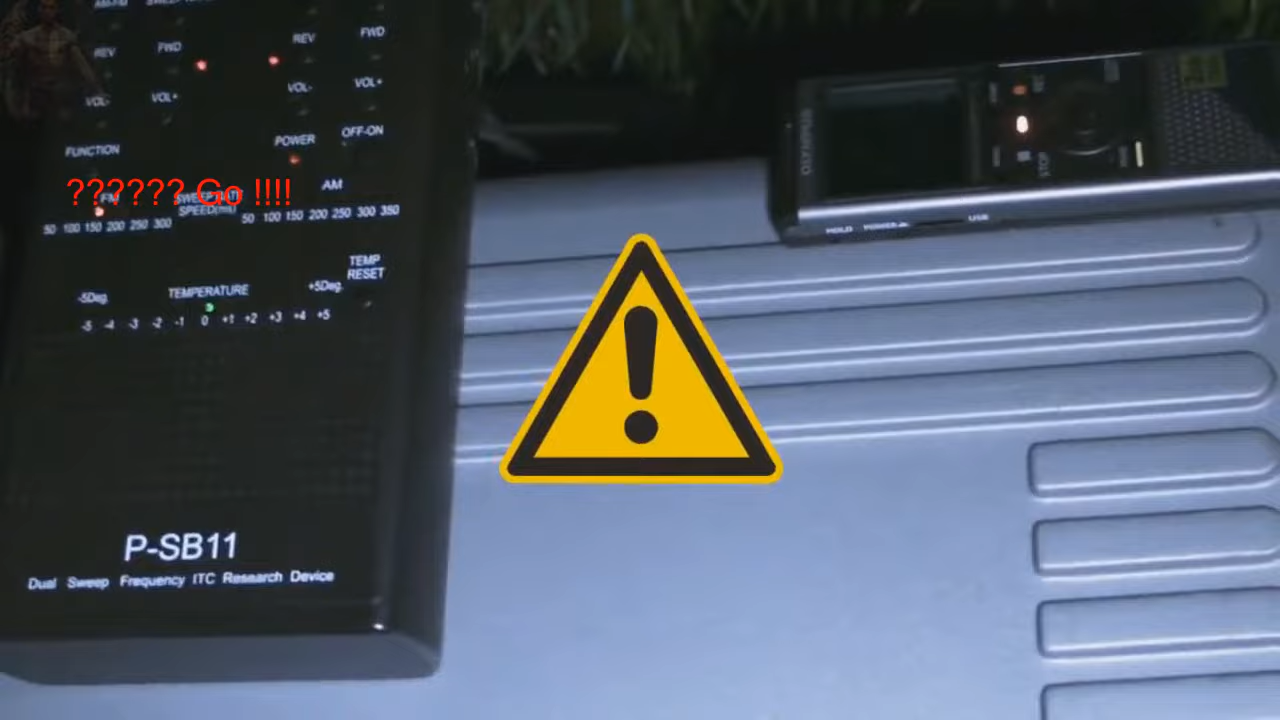 AM-FM
REV FWD REV FWD
VOL- VOL+ VOL- VOL+
FUNCTION POWER OFF-ON
?????? Go !!!!
FM SWEEP RATE AM
SPEED(ms)
50 100 150 200 250 300 50 100 150 200 250 300 350
TEMP
RESET
-5Deg. TEMPERATURE +5Deg.
-5 -4 -3 -2 -1 0 +1 +2 +3 +4 +5
P-SB11
Dual Sweep Frequency ITC Research Device
OLYMPUS
STOP
HOLD POWER USB